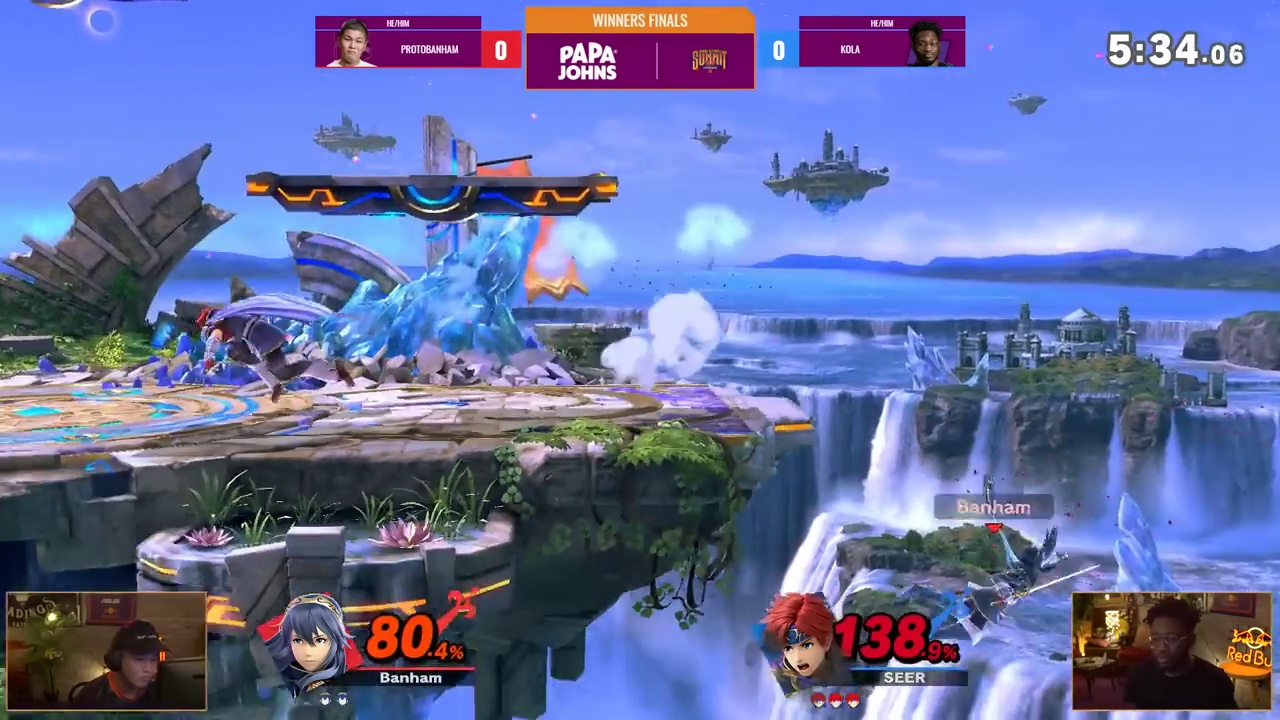 HE/HIM
PROTOBANHAM
0
WINNERS FINALS
PAPA JOHNS
SUMMIT
0
HE/HIM
KOLA
5:34.06
Banham
80.4%
Banham
138.9%
SEER
Red Bu